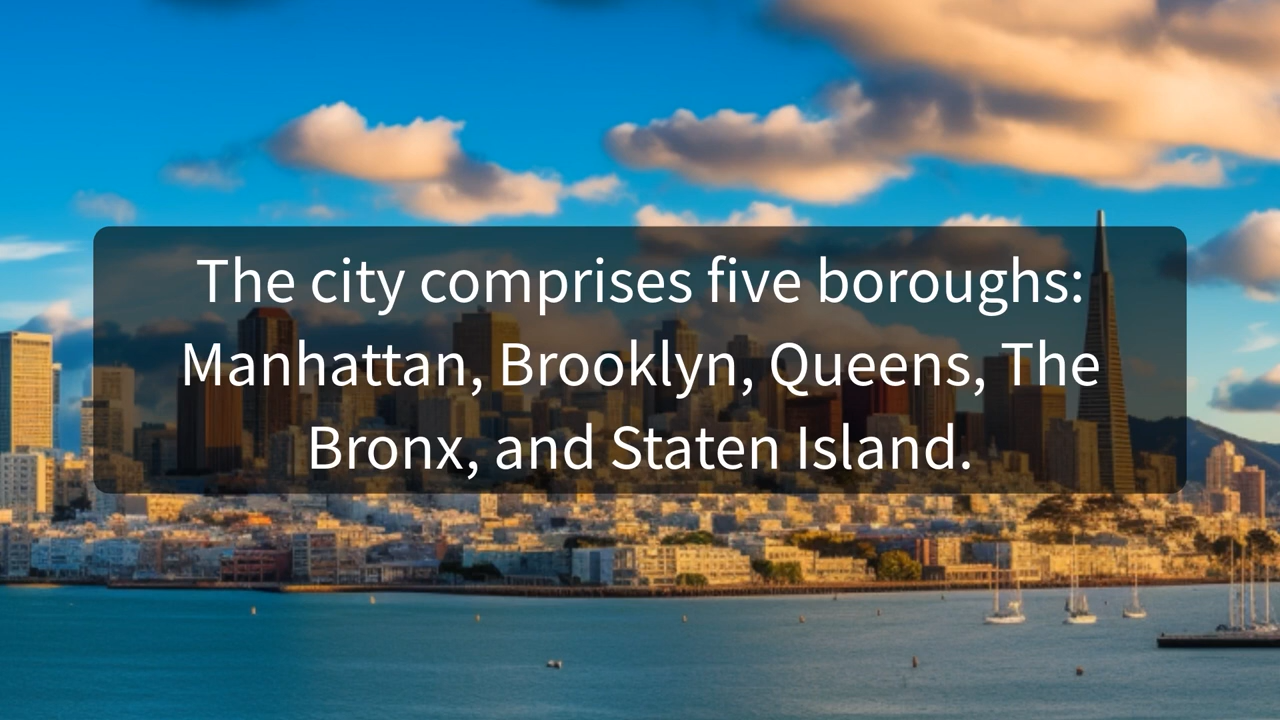 The city comprises five boroughs:
Manhattan, Brooklyn, Queens, The
Bronx, and Staten Island.